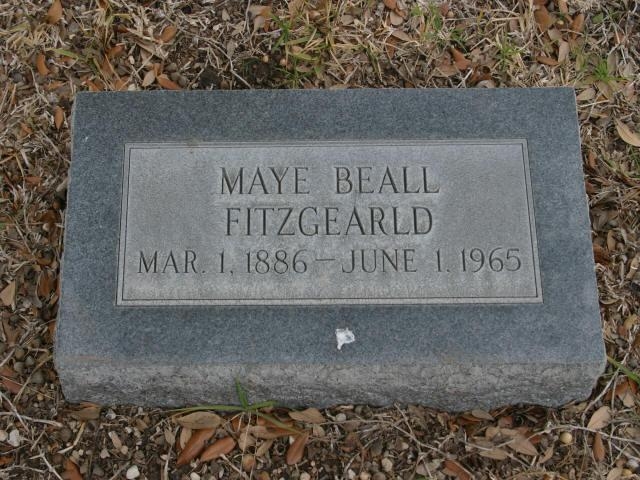 MAYE BEALL
FITZGEARLD
MAR. 1, 1886 — JUNE 1, 1965